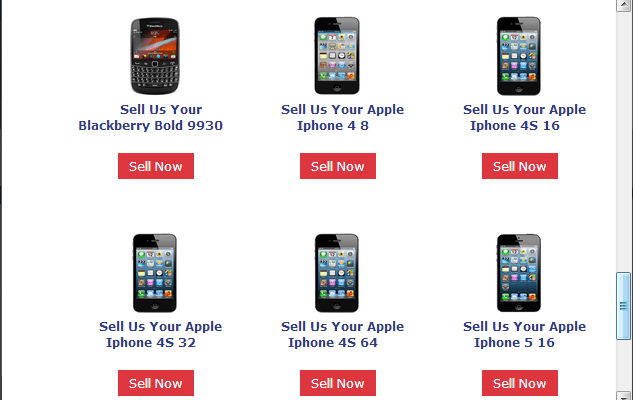 Sell Us Your
Blackberry Bold 9930
Sell Now
Sell Us Your Apple
Iphone 4 8
Sell Now
Sell Us Your Apple
Iphone 4S 16
Sell Now
Sell Us Your Apple
Iphone 4S 32
Sell Now
Sell Us Your Apple
Iphone 4S 64
Sell Now
Sell Us Your Apple
Iphone 5 16
Sell Now